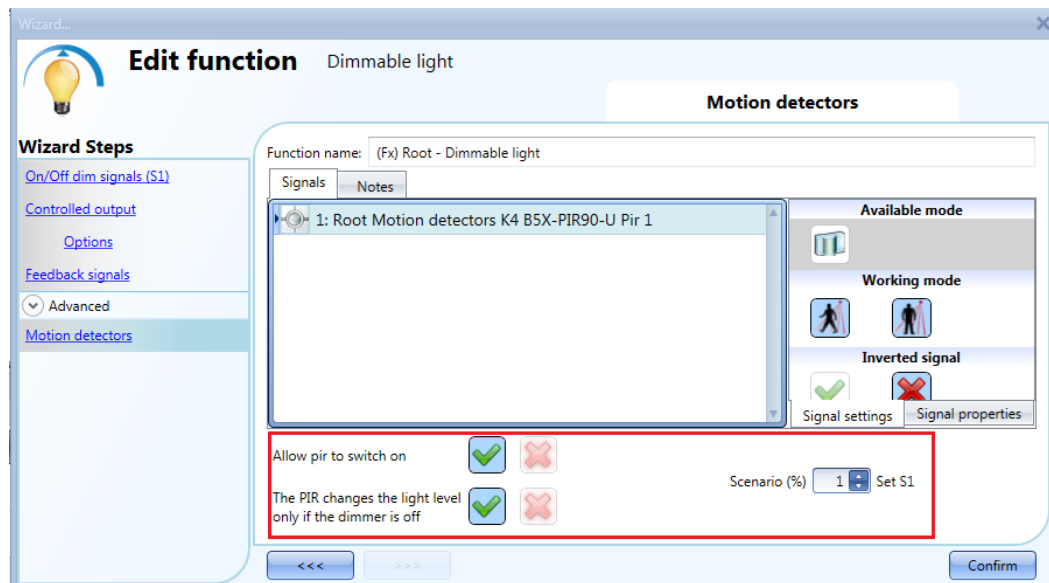 Wizard...
Edit function Dimmable light
Motion detectors
Wizard Steps
On/Off dim signals (S1)
Controlled output
Options
Feedback signals
Advanced
Motion detectors
Function name: (Fx) Root - Dimmable light
Signals Notes
1: Root Motion detectors K4 B5X-PIR90-U Pir 1
Available mode
Working mode
Inverted signal
Signal settings Signal properties
Allow pir to switch on
The PIR changes the light level
only if the dimmer is off
Scenario (%) 1 Set S1
<<< >>> Confirm